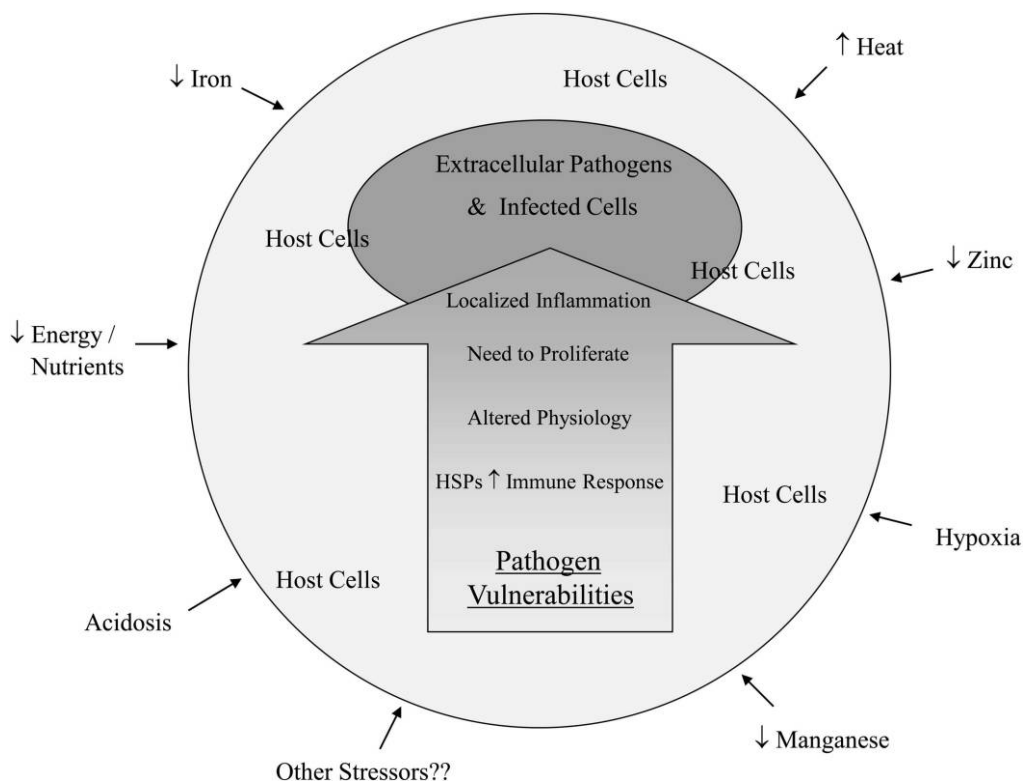 ↑ Heat
↓ Iron
Host Cells
Extracellular Pathogens
& Infected Cells
Host Cells
Host Cells
↓ Zinc
Localized Inflammation
↓ Energy /
Nutrients
Need to Proliferate
Altered Physiology
HSPs ↑ Immune Response
Host Cells
Hypoxia
Pathogen
Vulnerabilities
Host Cells
Acidosis
↓ Manganese
Other Stressors??